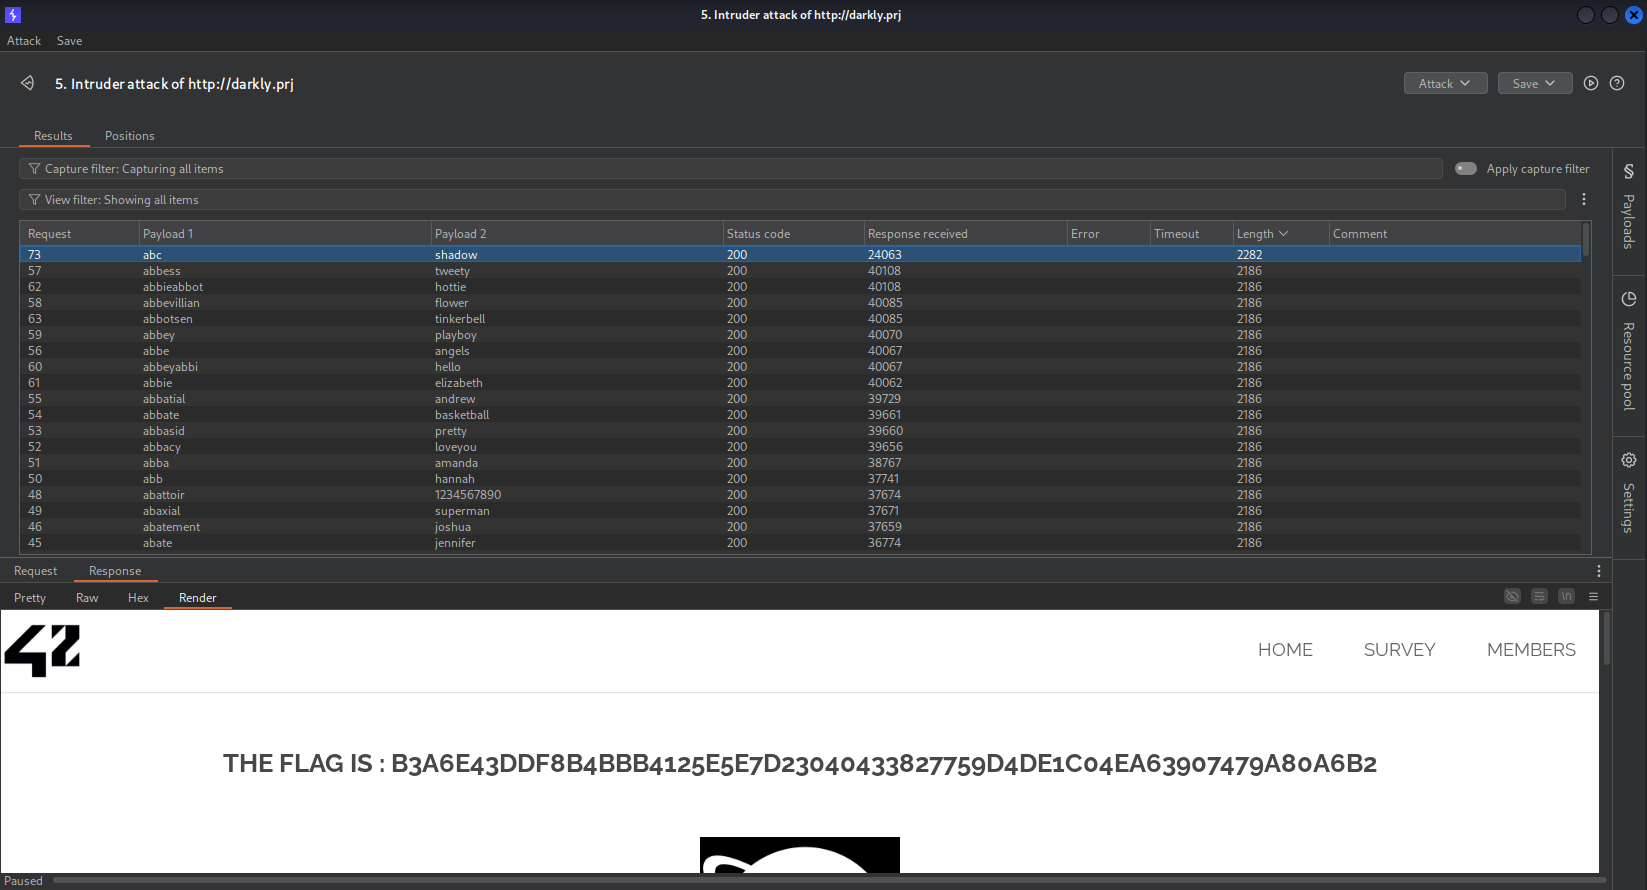 5. Intruder attack of http://darkly.prj
Attack Save
5. Intruder attack of http://darkly.prj
Attack Save
Results Positions
Capture filter: Capturing all items
Apply capture filter
View filter: Showing all items
Request Payload 1 Payload 2 Status code Response received Error Timeout Length Comment
73 abc shadow 200 24063 2282
57 abbess tweety 200 40108 2186
62 abbieabbot hottie 200 40108 2186
58 abbevillian flower 200 40085 2186
63 abbotsen tinkerbell 200 40085 2186
59 abbey playboy 200 40070 2186
56 abbe angels 200 40067 2186
60 abbeyabbi hello 200 40067 2186
61 abbie elizabeth 200 40062 2186
55 abbatial andrew 200 39729 2186
54 abbate basketball 200 39661 2186
53 abbasid pretty 200 39660 2186
52 abbacy loveyou 200 39656 2186
51 abba amanda 200 38767 2186
50 abb hannah 200 37741 2186
48 abattoir 1234567890 200 37674 2186
49 abaxial superman 200 37671 2186
46 abatement joshua 200 37659 2186
45 abate jennifer 200 36774 2186
Payloads
Resource pool
Settings
Request Response
Pretty Raw Hex Render
\n
42
HOME SURVEY MEMBERS
THE FLAG IS : B3A6E43DDF8B4BBB4125E5E7D23040433827759D4DE1C04EA63907479A80A6B2
Paused